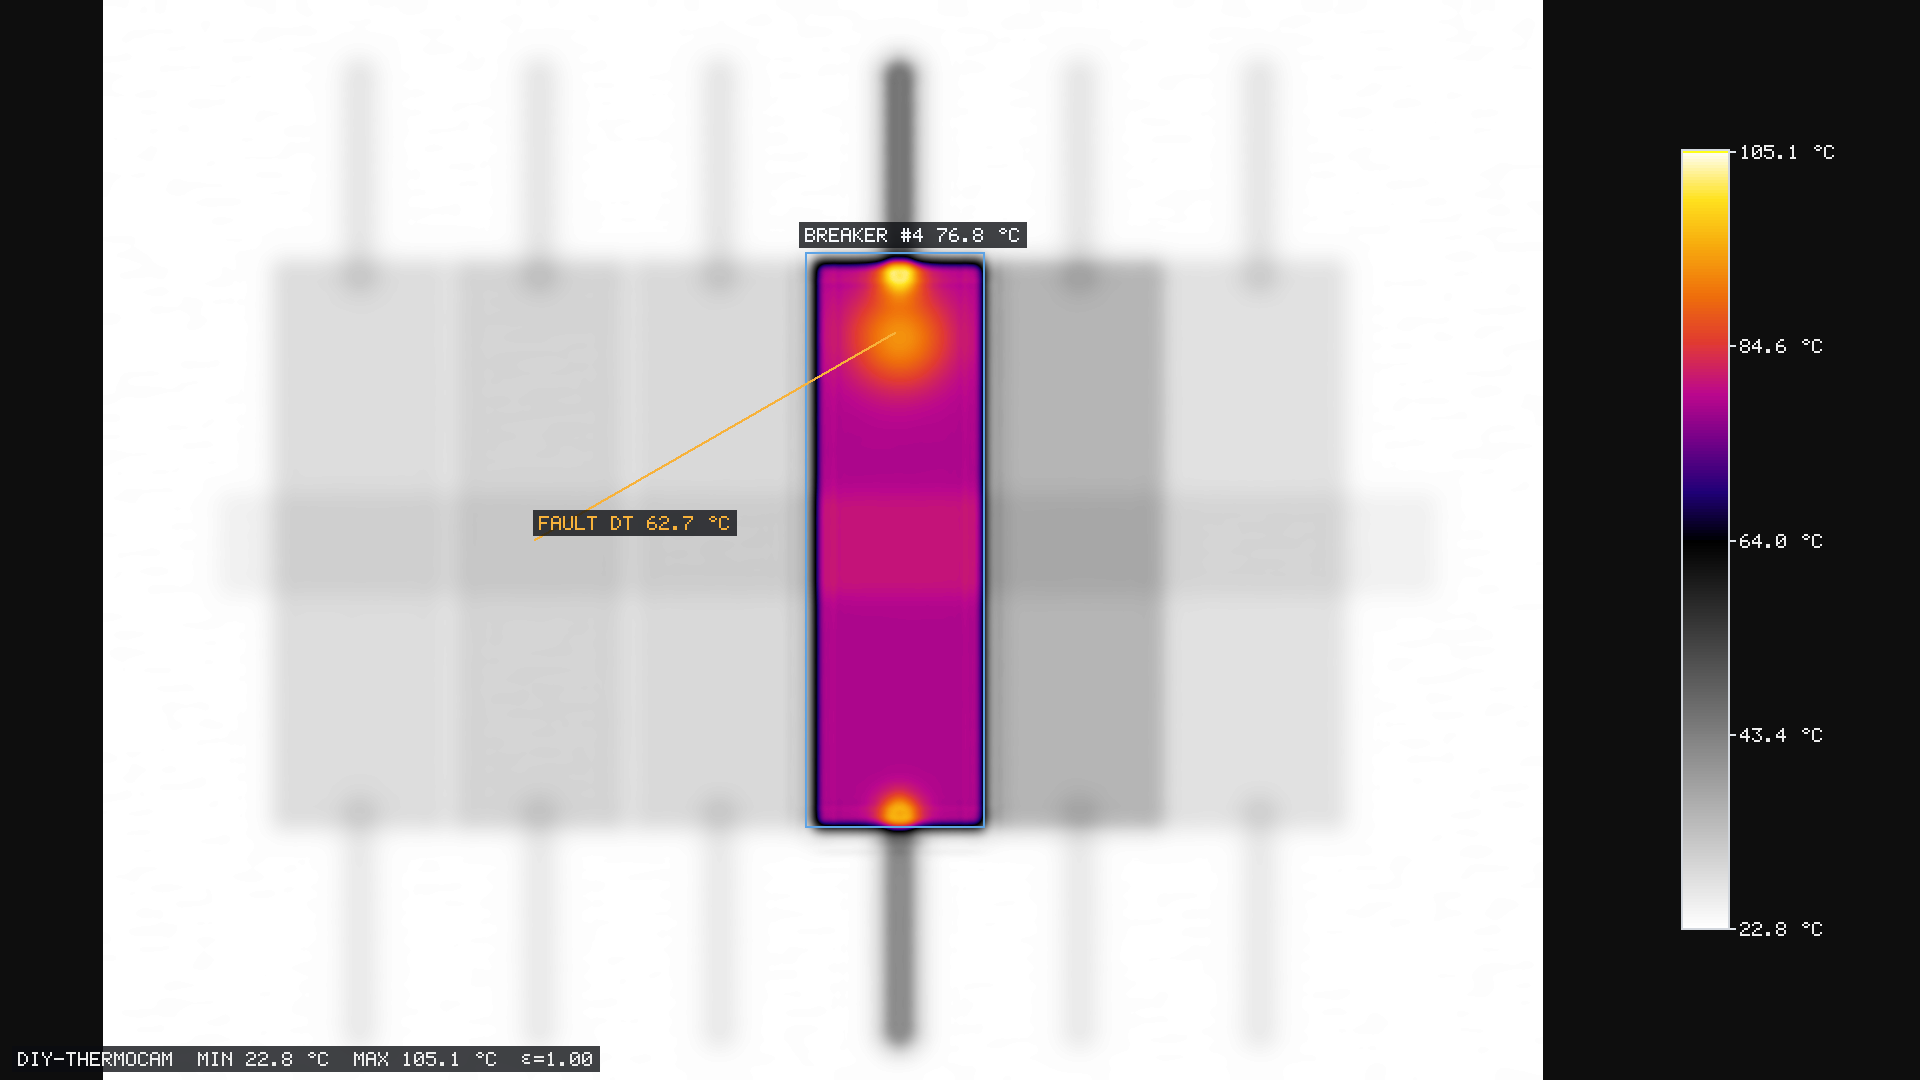 105.1 °C
BREAKER #4 76.8 °C
84.6 °C
FAULT DT 62.7 °C
64.0 °C
43.4 °C
22.8 °C
DIY-THERMOCAM MIN 22.8 °C MAX 105.1 °C ε=1.00